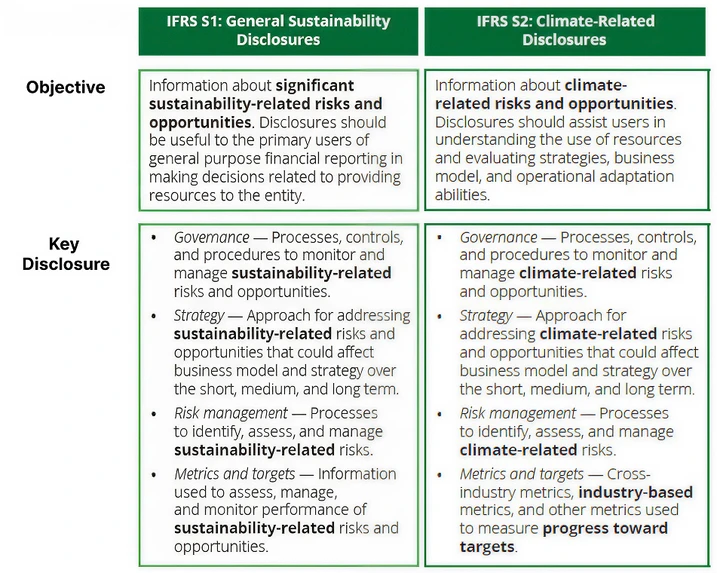 IFRS S1: General Sustainability
Disclosures
IFRS S2: Climate-Related
Disclosures
Objective
Information about significant
sustainability-related risks and
opportunities. Disclosures should
be useful to the primary users of
general purpose financial reporting in
making decisions related to providing
resources to the entity.
Information about climate-
related risks and opportunities.
Disclosures should assist users in
understanding the use of resources
and evaluating strategies, business
model, and operational adaptation
abilities.
Key
Disclosure
• Governance — Processes, controls,
and procedures to monitor and
manage sustainability-related
risks and opportunities.
• Strategy — Approach for addressing
sustainability-related risks and
opportunities that could affect
business model and strategy over
the short, medium, and long term.
• Risk management — Processes
to identify, assess, and manage
sustainability-related risks.
• Metrics and targets — Information
used to assess, manage,
and monitor performance of
sustainability-related risks and
opportunities.
• Governance — Processes, controls,
and procedures to monitor and
manage climate-related risks
and opportunities.
• Strategy — Approach for
addressing climate-related risks
and opportunities that could affect
business model and strategy over
the short, medium, and long term.
• Risk management — Processes
to identify, assess, and manage
climate-related risks.
• Metrics and targets — Cross-
industry metrics, industry-based
metrics, and other metrics used
to measure progress toward
targets.